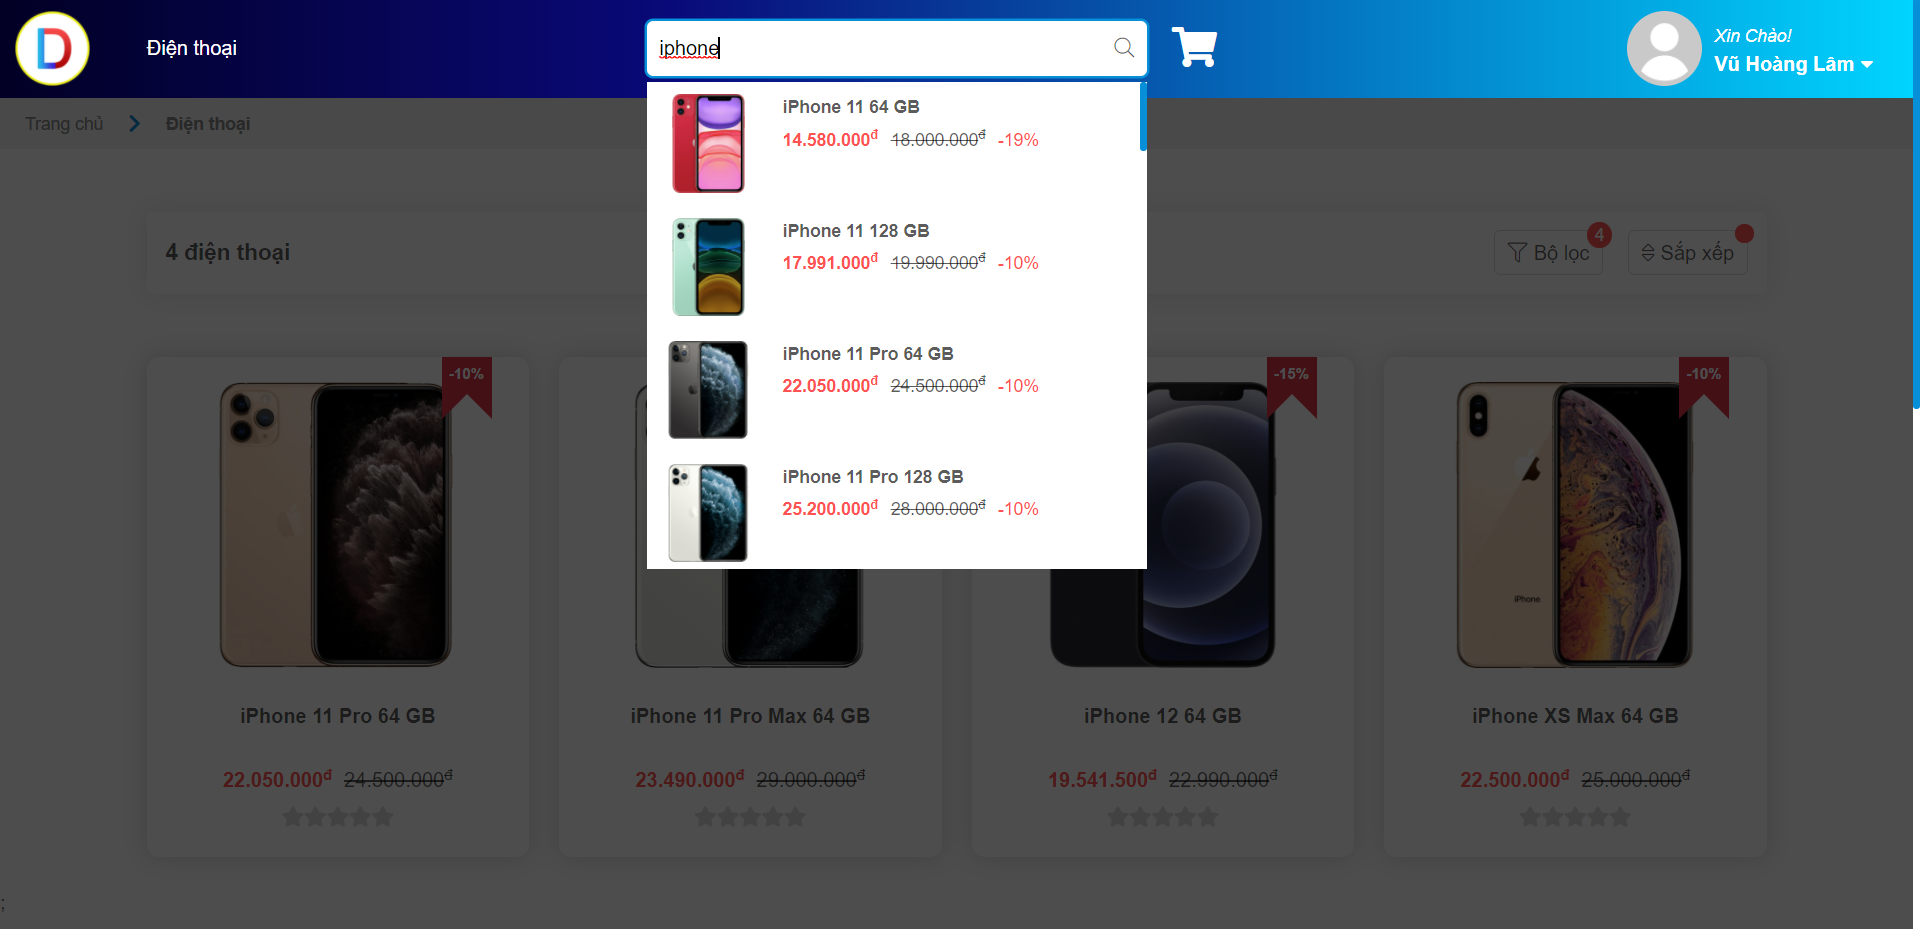 D
Điện thoại
iphone
Xin Chào!
Vũ Hoàng Lâm
Trang chủ
Điện thoại
iPhone 11 64 GB
14.580.000đ 18.000.000đ -19%
iPhone 11 128 GB
17.991.000đ 19.990.000đ -10%
iPhone 11 Pro 64 GB
22.050.000đ 24.500.000đ -10%
iPhone 11 Pro 128 GB
25.200.000đ 28.000.000đ -10%
4 điện thoại
Bộ lọc 4
Sắp xếp
-10%
iPhone 11 Pro 64 GB
22.050.000đ 24.500.000đ
iPhone 11 Pro Max 64 GB
23.490.000đ 29.000.000đ
-15%
iPhone 12 64 GB
19.541.500đ 22.990.000đ
-10%
iPhone
iPhone XS Max 64 GB
22.500.000đ 25.000.000đ
;